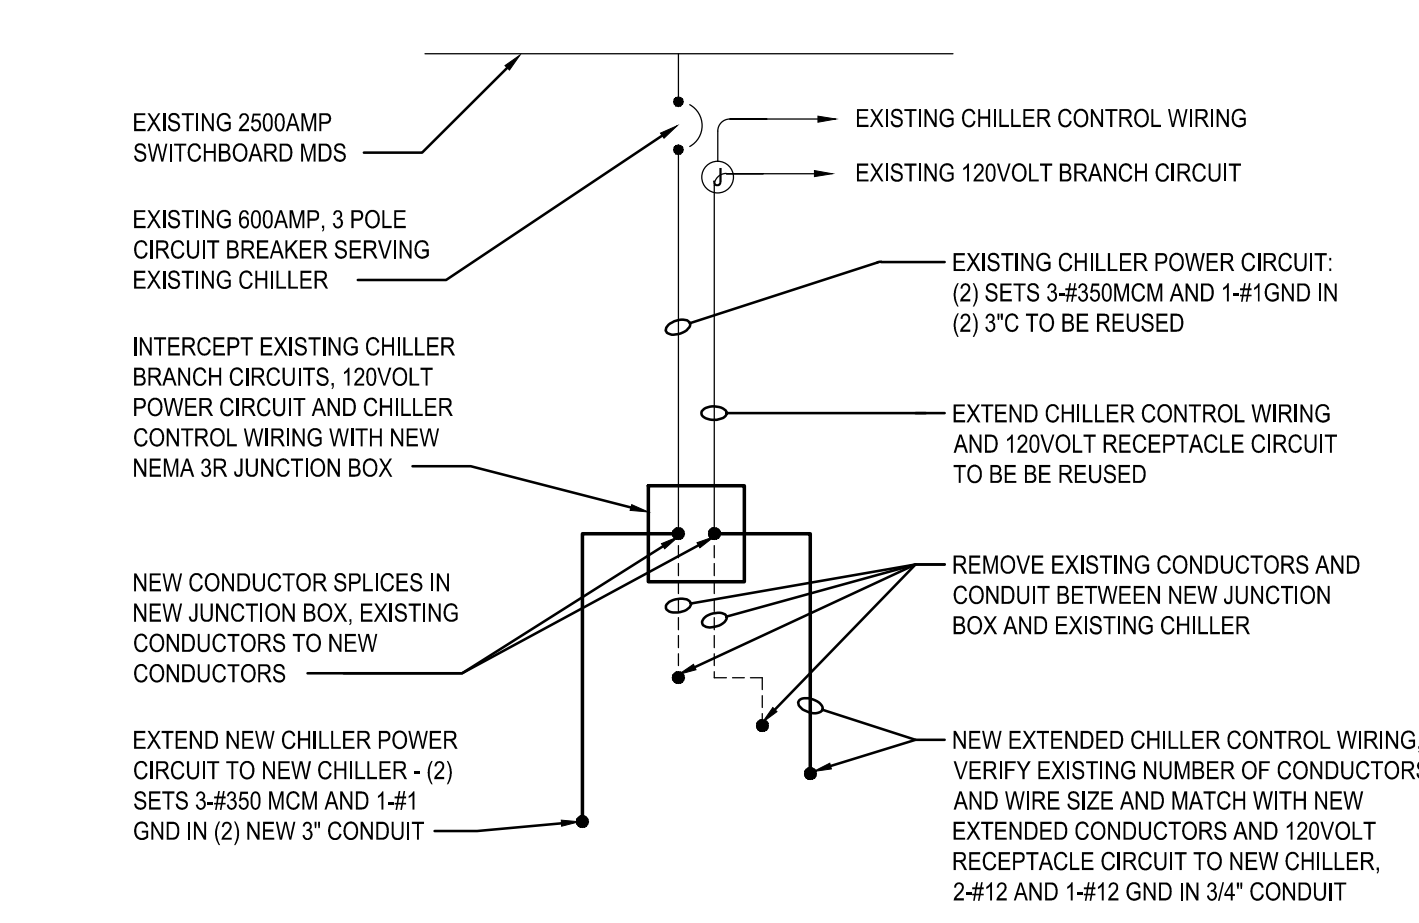 EXISTING 2500AMP
SWITCHBOARD MDS
EXISTING 600AMP, 3 POLE
CIRCUIT BREAKER SERVING
EXISTING CHILLER
INTERCEPT EXISTING CHILLER
BRANCH CIRCUITS, 120VOLT
POWER CIRCUIT AND CHILLER
CONTROL WIRING WITH NEW
NEMA 3R JUNCTION BOX
NEW CONDUCTOR SPLICES IN
NEW JUNCTION BOX, EXISTING
CONDUCTORS TO NEW
CONDUCTORS
EXTEND NEW CHILLER POWER
CIRCUIT TO NEW CHILLER - (2)
SETS 3-#350 MCM AND 1-#1
GND IN (2) NEW 3" CONDUIT
J
EXISTING CHILLER CONTROL WIRING
EXISTING 120VOLT BRANCH CIRCUIT
EXISTING CHILLER POWER CIRCUIT:
(2) SETS 3-#350MCM AND 1-#1GND IN
(2) 3"C TO BE REUSED
EXTEND CHILLER CONTROL WIRING
AND 120VOLT RECEPTACLE CIRCUIT
TO BE BE REUSED
REMOVE EXISTING CONDUCTORS AND
CONDUIT BETWEEN NEW JUNCTION
BOX AND EXISTING CHILLER
NEW EXTENDED CHILLER CONTROL WIRING,
VERIFY EXISTING NUMBER OF CONDUCTORS
AND WIRE SIZE AND MATCH WITH NEW
EXTENDED CONDUCTORS AND 120VOLT
RECEPTACLE CIRCUIT TO NEW CHILLER,
2-#12 AND 1-#12 GND IN 3/4" CONDUIT